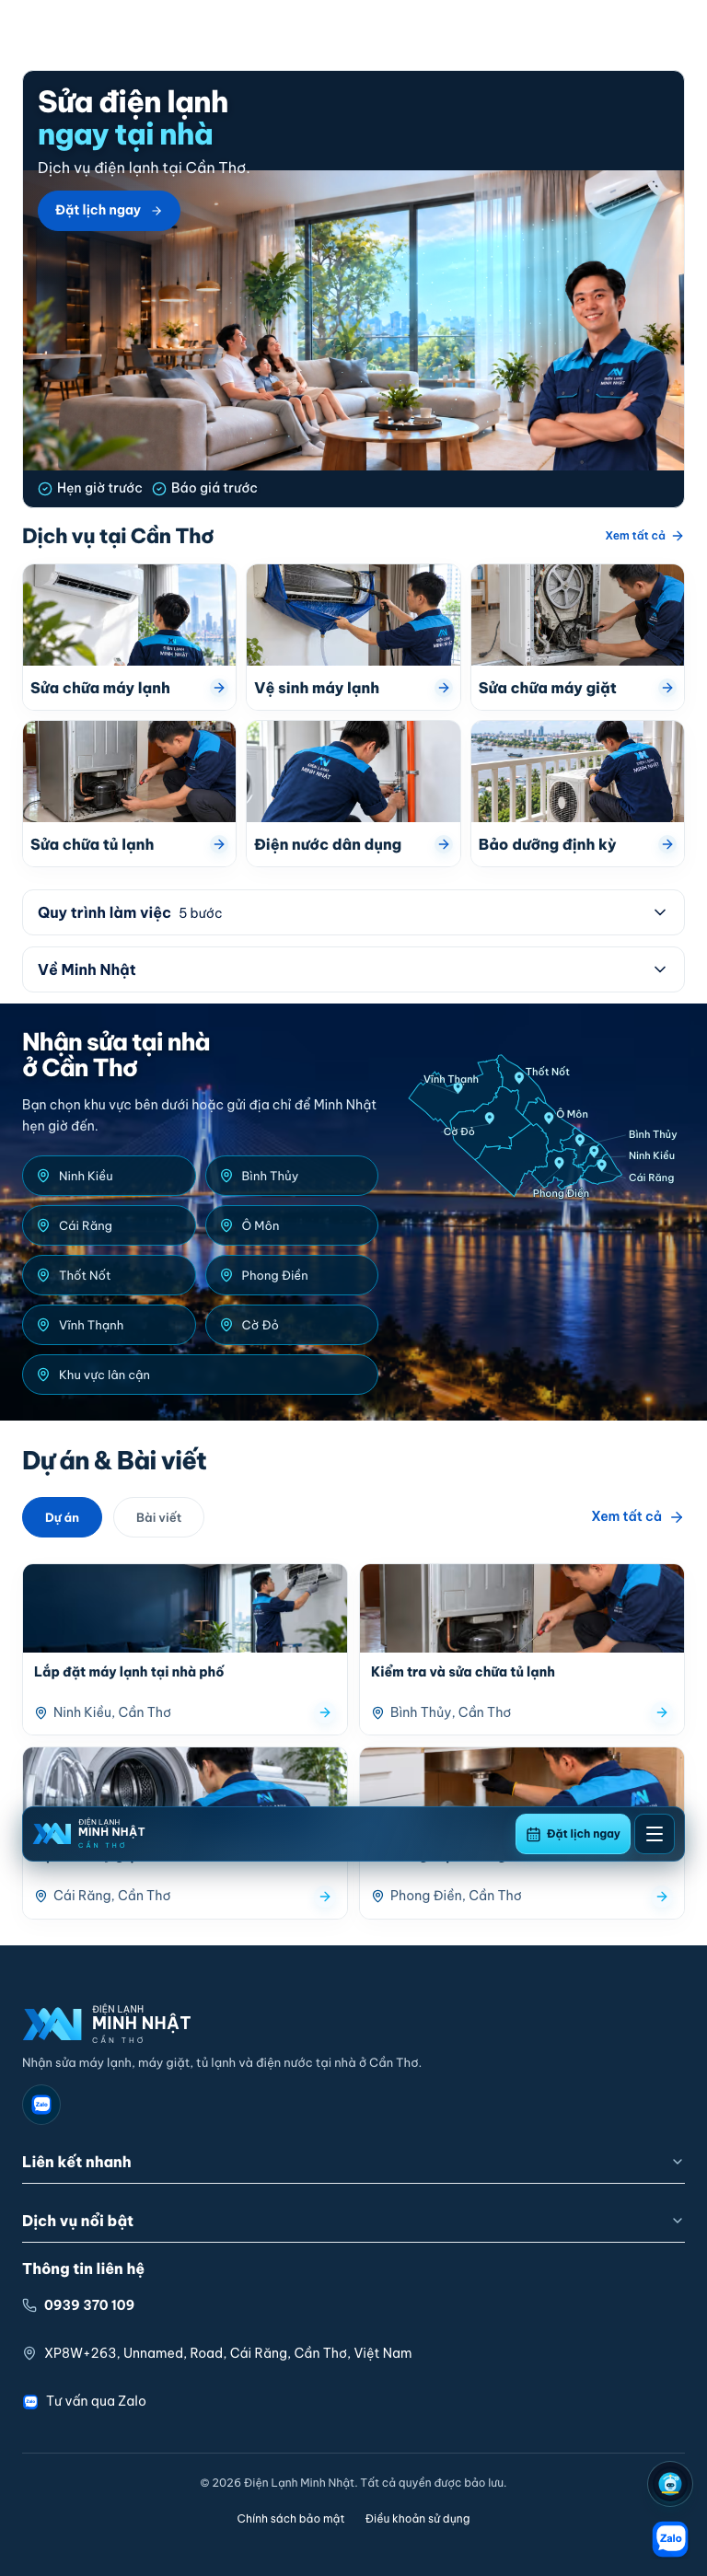 Sửa điện lạnh
ngay tại nhà
Dịch vụ điện lạnh tại Cần Thơ.
Đặt lịch ngay
ĐIỆN LẠNH
MINH NHẬT
Hẹn giờ trước
Báo giá trước
Dịch vụ tại Cần Thơ
Xem tất cả
ĐIỆN LẠNH
MINH NHẬT
Sửa chữa máy lạnh
Vệ sinh máy lạnh
Sửa chữa máy giặt
ĐIỆN LẠNH
MINH NHẬT
Sửa chữa tủ lạnh
Điện nước dân dụng
Bảo dưỡng định kỳ
Quy trình làm việc 5 bước
Về Minh Nhật
Nhận sửa tại nhà
ở Cần Thơ
Bạn chọn khu vực bên dưới hoặc gửi địa chỉ để Minh Nhật
hẹn giờ đến.
Ninh Kiều
Bình Thủy
Cái Răng
Ô Môn
Thốt Nốt
Phong Điền
Vĩnh Thạnh
Cờ Đỏ
Khu vực lân cận
Vĩnh Thạnh
Thốt Nốt
Ô Môn
Cờ Đỏ
Bình Thủy
Ninh Kiều
Cái Răng
Phong Điền
Dự án & Bài viết
Dự án
Bài viết
Xem tất cả
Lắp đặt máy lạnh tại nhà phố
Ninh Kiều, Cần Thơ
Kiểm tra và sửa chữa tủ lạnh
Bình Thủy, Cần Thơ
ĐIỆN LẠNH
MINH NHẬT
CẦN THƠ
Đặt lịch ngay
Cái Răng, Cần Thơ
Phong Điền, Cần Thơ
ĐIỆN LẠNH
MINH NHẬT
CẦN THƠ
Nhận sửa máy lạnh, máy giặt, tủ lạnh và điện nước tại nhà ở Cần Thơ.
Zalo
Liên kết nhanh
Dịch vụ nổi bật
Thông tin liên hệ
0939 370 109
XP8W+263, Unnamed, Road, Cái Răng, Cần Thơ, Việt Nam
Tư vấn qua Zalo
© 2026 Điện Lạnh Minh Nhật. Tất cả quyền được bảo lưu.
Chính sách bảo mật
Điều khoản sử dụng
Zalo